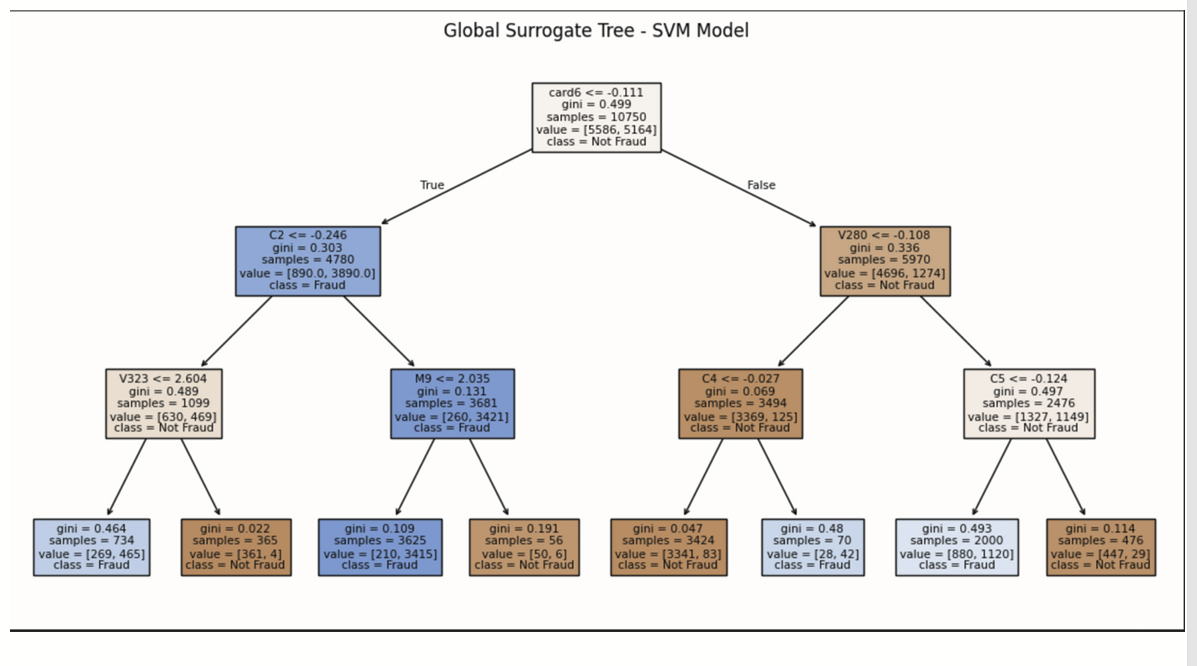 Global Surrogate Tree - SVM Model
card6 <= -0.111
gini = 0.499
samples = 10750
value = [5586, 5164]
class = Not Fraud
True
False
C2 <= -0.246
gini = 0.303
samples = 4780
value = [890.0, 3890.0]
class = Fraud
V280 <= -0.108
gini = 0.336
samples = 5970
value = [4696, 1274]
class = Not Fraud
V323 <= 2.604
gini = 0.489
samples = 1099
value = [630, 469]
class = Not Fraud
M9 <= 2.035
gini = 0.131
samples = 3681
value = [260, 3421]
class = Fraud
C4 <= -0.027
gini = 0.069
samples = 3494
value = [3369, 125]
class = Not Fraud
C5 <= -0.124
gini = 0.497
samples = 2476
value = [1327, 1149]
class = Not Fraud
gini = 0.464
samples = 734
value = [269, 465]
class = Fraud
gini = 0.022
samples = 365
value = [361, 4]
class = Not Fraud
gini = 0.109
samples = 3625
value = [210, 3415]
class = Fraud
gini = 0.191
samples = 56
value = [50, 6]
class = Not Fraud
gini = 0.047
samples = 3424
value = [3341, 83]
class = Not Fraud
gini = 0.48
samples = 70
value = [28, 42]
class = Fraud
gini = 0.493
samples = 2000
value = [880, 1120]
class = Fraud
gini = 0.114
samples = 476
value = [447, 29]
class = Not Fraud